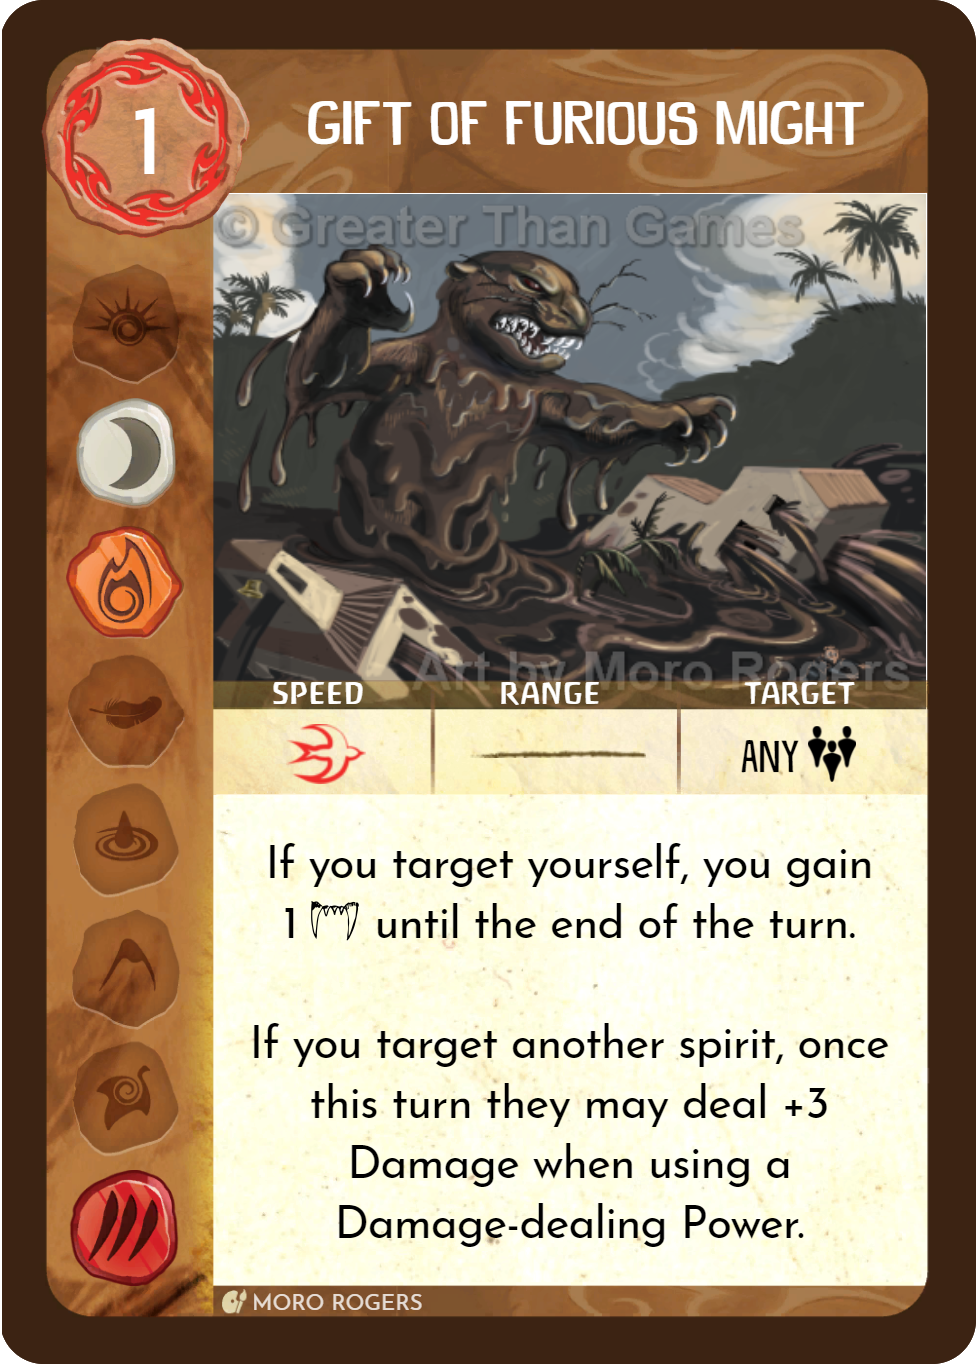 1
GIFT OF FURIOUS MIGHT
© Greater Than Games
Art by Moro Rogers
SPEED RANGE TARGET
ANY
If you target yourself, you gain
1 until the end of the turn.
If you target another spirit, once
this turn they may deal +3
Damage when using a
Damage-dealing Power.
MORO ROGERS